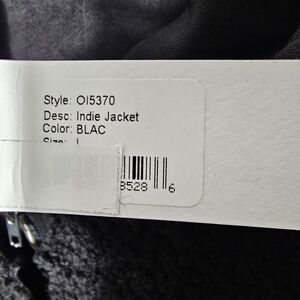 Style: OI5370
Desc: Indie Jacket
Color: BLAC
8528 6